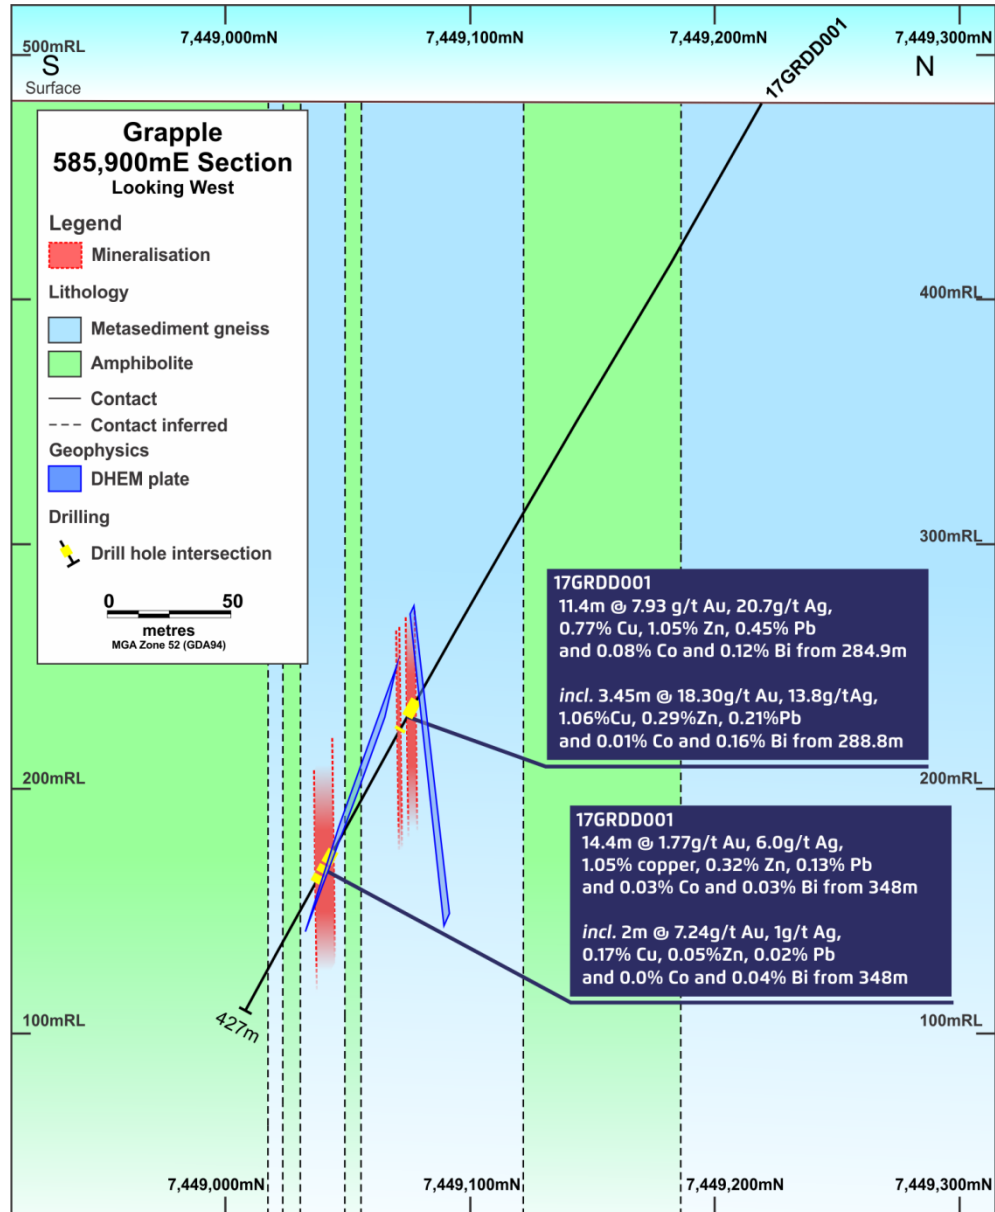 7,449,000mN 7,449,100mN 7,449,200mN 7,449,300mN
500mRL
S N
Surface
17GRDD001
Grapple
585,900mE Section
Looking West
Legend
Mineralisation
Lithology
Metasediment gneiss
Amphibolite
Contact
Contact inferred
Geophysics
DHEM plate
Drilling
Drill hole intersection
0 50
metres
MGA Zone 52 (GDA94)
400mRL
300mRL
17GRDD001
11.4m @ 7.93 g/t Au, 20.7g/t Ag,
0.77% Cu, 1.05% Zn, 0.45% Pb
and 0.08% Co and 0.12% Bi from 284.9m
incl. 3.45m @ 18.30g/t Au, 13.8g/tAg,
1.06%Cu, 0.29%Zn, 0.21%Pb
and 0.01% Co and 0.16% Bi from 288.8m
200mRL 200mRL
17GRDD001
14.4m @ 1.77g/t Au, 6.0g/t Ag,
1.05% copper, 0.32% Zn, 0.13% Pb
and 0.03% Co and 0.03% Bi from 348m
incl. 2m @ 7.24g/t Au, 1g/t Ag,
0.17% Cu, 0.05%Zn, 0.02% Pb
and 0.0% Co and 0.04% Bi from 348m
427m
100mRL 100mRL
7,449,000mN 7,449,100mN 7,449,200mN 7,449,300mN